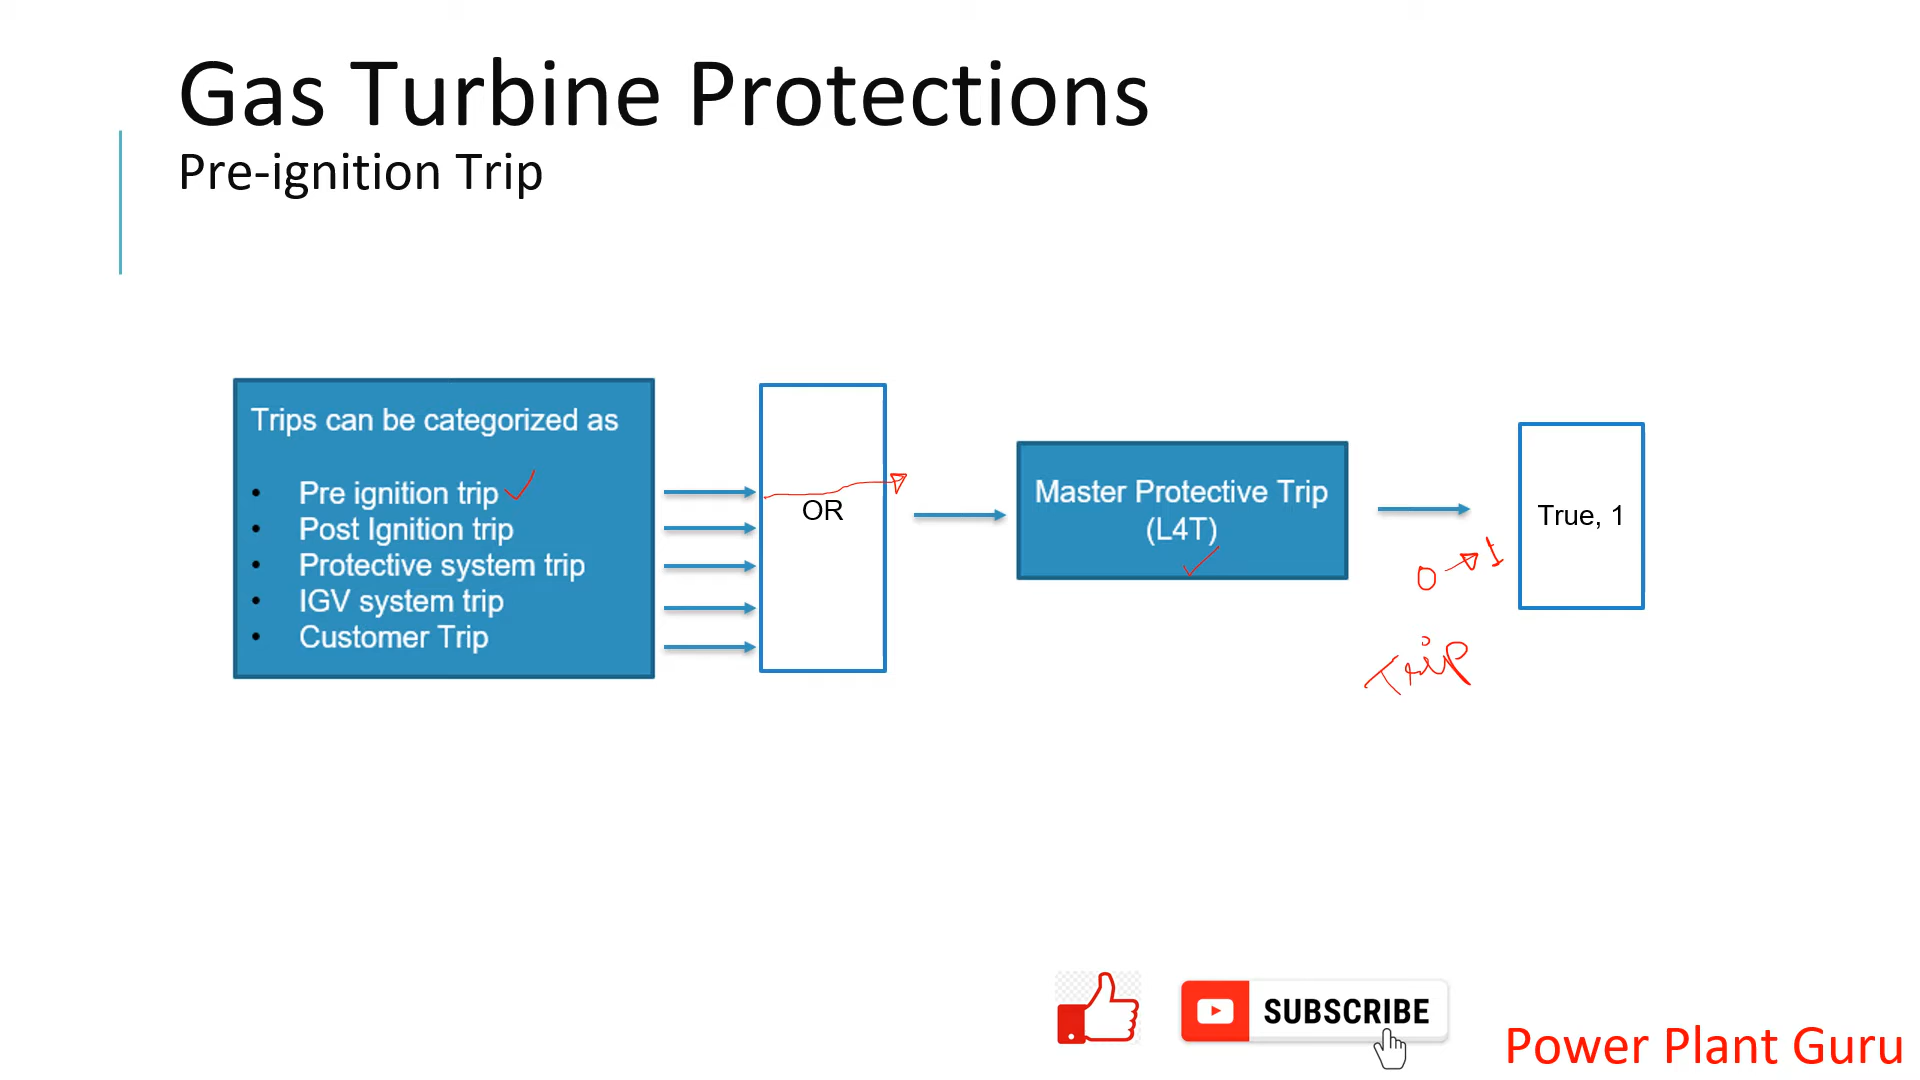 Gas Turbine Protections
Pre-ignition Trip
Trips can be categorized as
• Pre ignition trip
• Post Ignition trip
• Protective system trip
• IGV system trip
• Customer Trip
OR
Master Protective Trip
(L4T)
True, 1
0 → 1
Trip
SUBSCRIBE
Power Plant Guru